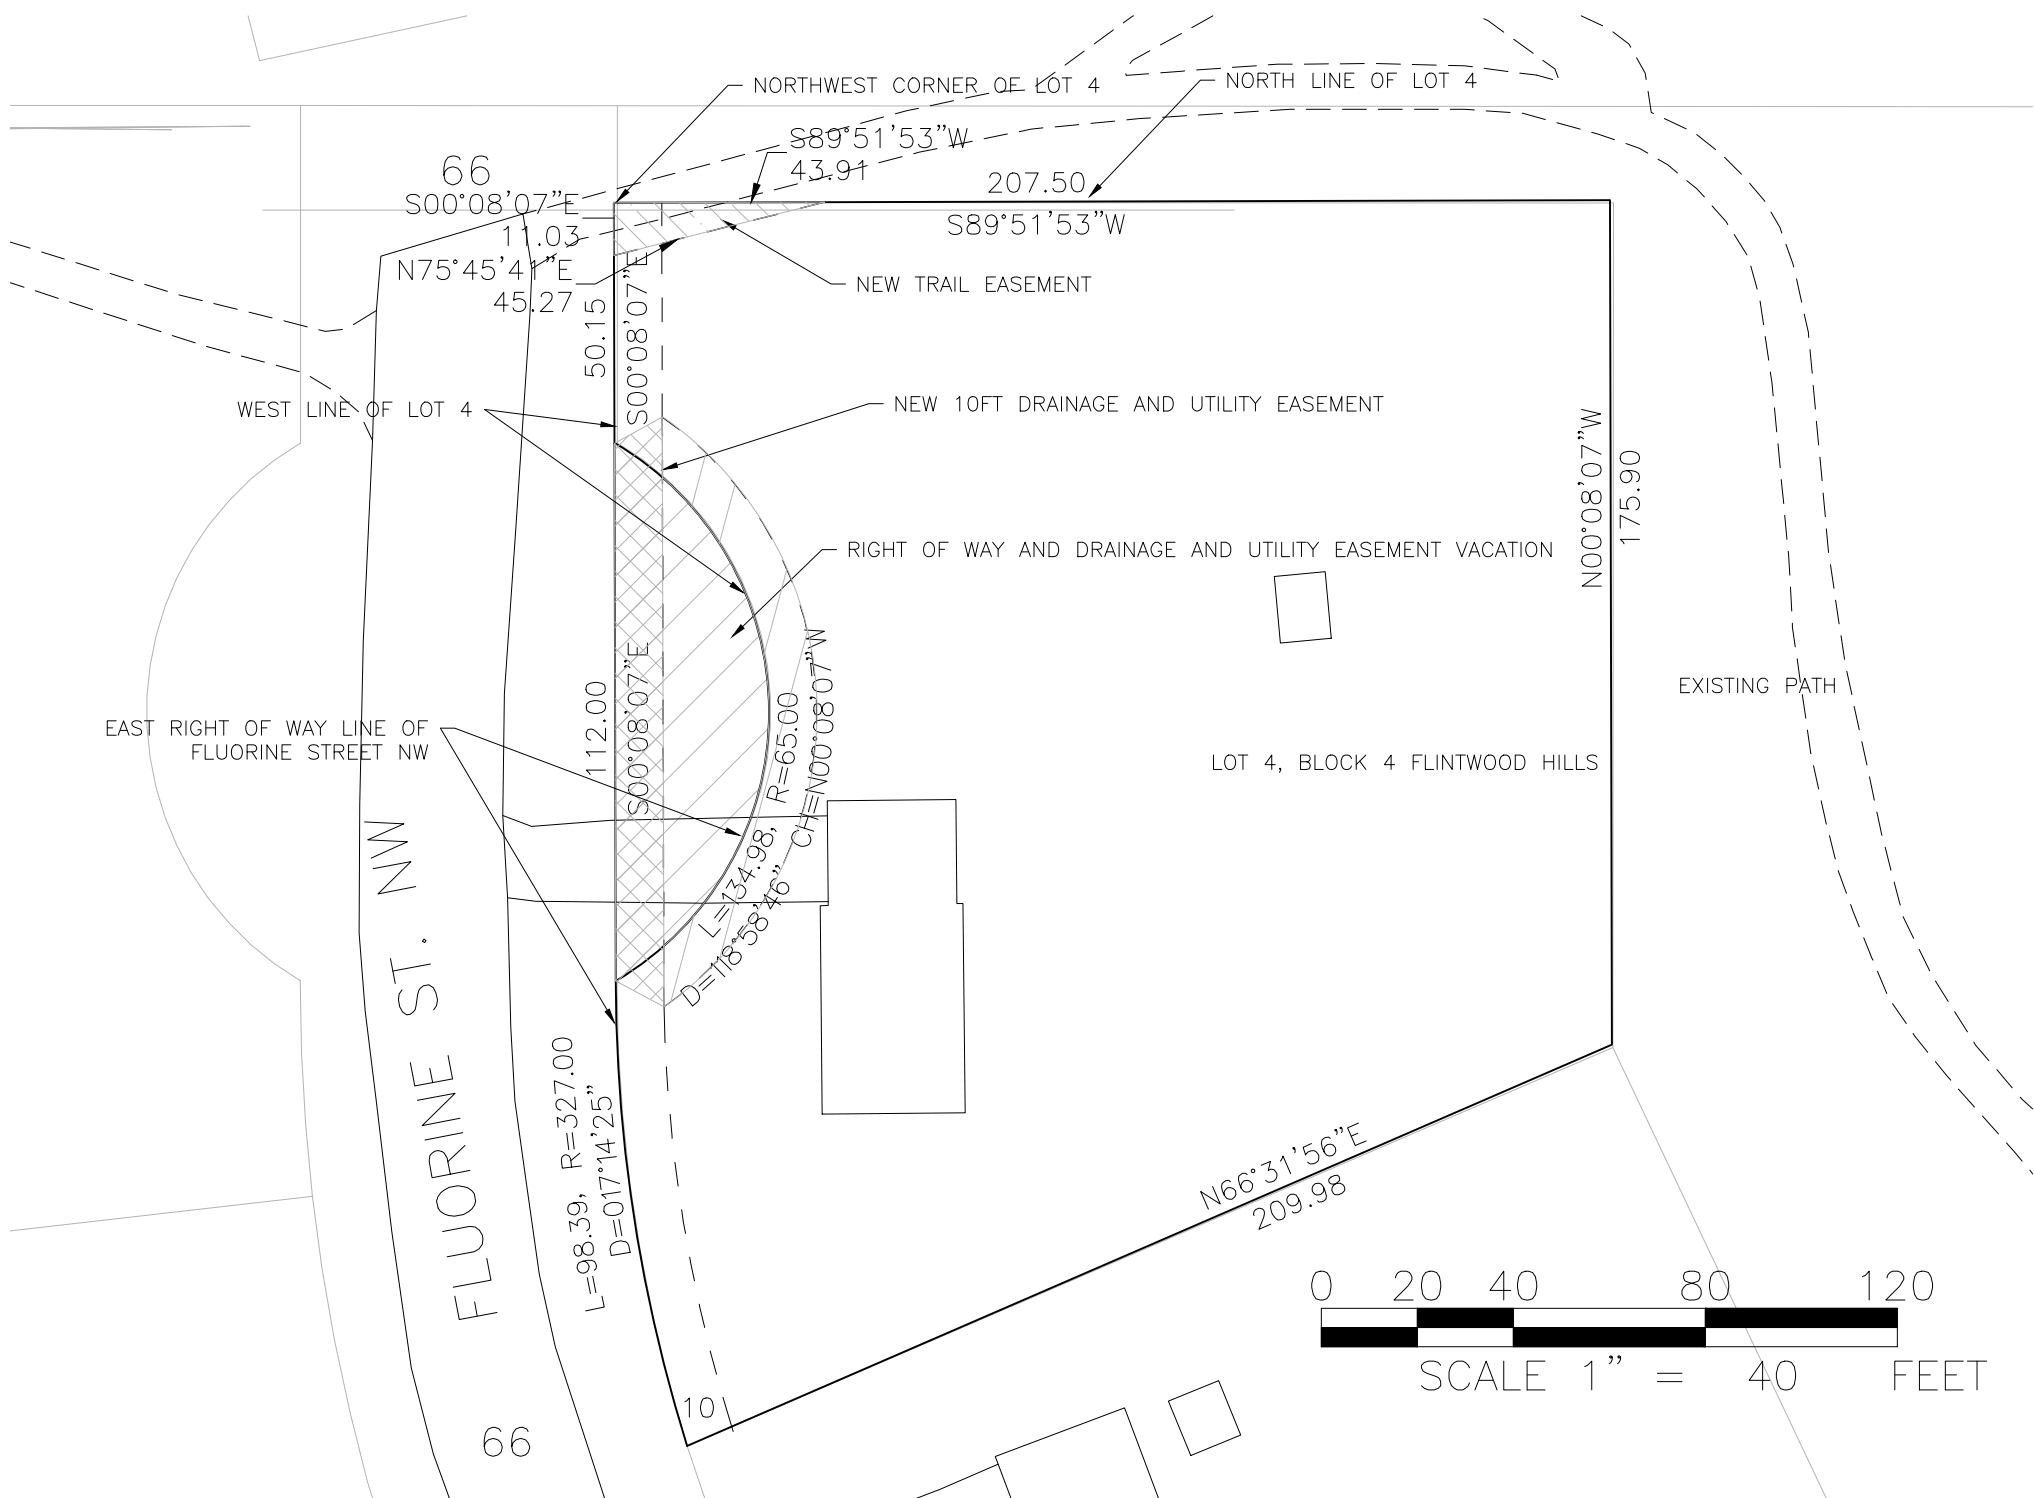 NORTHWEST CORNER OF LOT 4
NORTH LINE OF LOT 4
S89°51'53"W
43.91
66
S00°08'07"E
11.03
N75°45'41"E
45.27
207.50
S89°51'53"W
NEW TRAIL EASEMENT
50.15
S00°08'07"E
WEST LINE OF LOT 4
NEW 10FT DRAINAGE AND UTILITY EASEMENT
RIGHT OF WAY AND DRAINAGE AND UTILITY EASEMENT VACATION
N00°08'07"W
175.90
EXISTING PATH
EAST RIGHT OF WAY LINE OF
FLUORINE STREET NW
112.00
S00°08'07"E
L=134.98, R=65.00
D=118°58'46" CH=N00°08'07"W
LOT 4, BLOCK 4 FLINTWOOD HILLS
FLUORINE ST. NW
L=98.39, R=327.00
D=017°14'25"
N66°31'56"E
209.98
10
66
0 20 40 80 120
SCALE 1" = 40 FEET